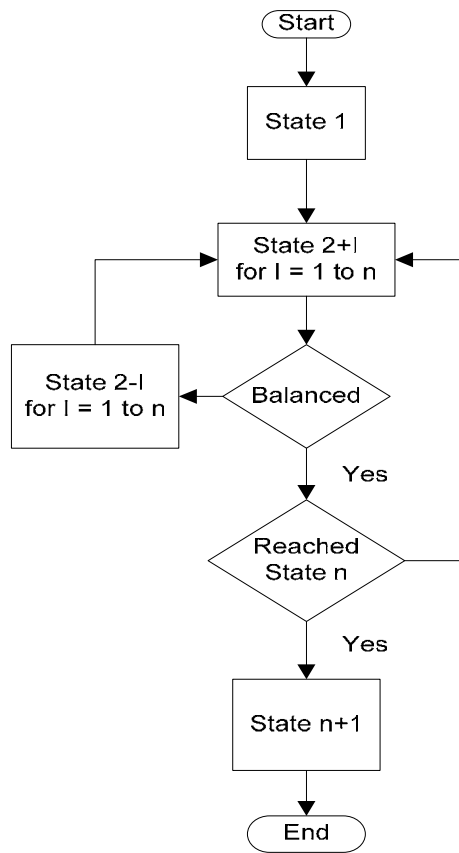 Start
State 1
State 2+I
for I = 1 to n
Balanced
State 2-I
for I = 1 to n
Yes
Reached
State n
Yes
State n+1
End